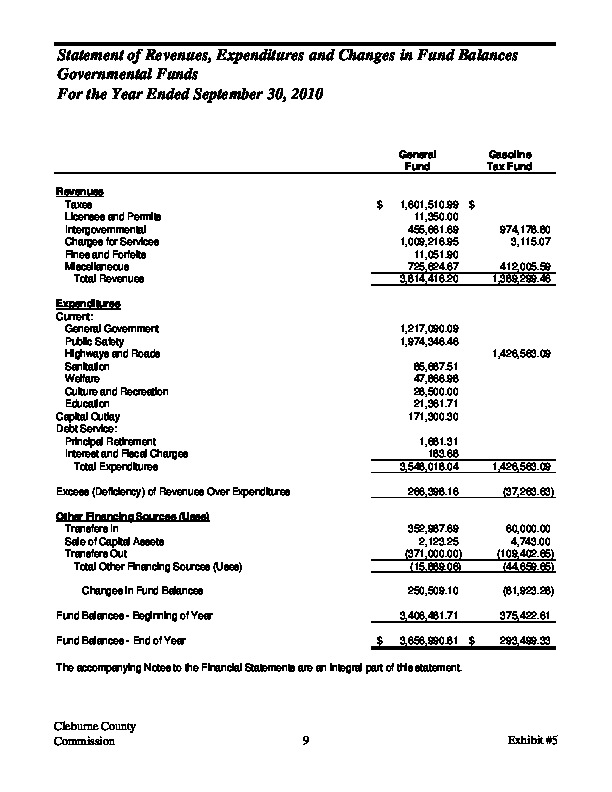 Statement of Revenues, Expenditures and Changes in Fund Balances
Governmental Funds
For the Year Ended September 30, 2010
General Gasoline
Fund Tax Fund
Revenues
Taxes $ 1,601,510.99 $
Licenses and Permits 11,350.00
Intergovernmental 455,661.69 974,178.80
Charges for Services 1,009,216.95 3,115.07
Fines and Forfeits 11,051.90
Miscellaneous 725,624.67 412,005.59
Total Revenues 3,814,416.20 1,389,299.46
Expenditures
Current:
General Government 1,217,090.09
Public Safety 1,974,346.46
Highways and Roads 1,426,563.09
Sanitation 85,687.51
Welfare 47,866.98
Culture and Recreation 28,500.00
Education 21,361.71
Capital Outlay 171,300.30
Debt Service:
Principal Retirement 1,681.31
Interest and Fiscal Charges 183.68
Total Expenditures 3,548,018.04 1,426,563.09
Excess (Deficiency) of Revenues Over Expenditures 266,398.16 (37,263.63)
Other Financing Sources (Uses)
Transfers In 352,987.69 60,000.00
Sale of Capital Assets 2,123.25 4,743.00
Transfers Out (371,000.00) (109,402.65)
Total Other Financing Sources (Uses) (15,889.06) (44,659.65)
Changes in Fund Balances 250,509.10 (81,923.28)
Fund Balances - Beginning of Year 3,406,481.71 375,422.61
Fund Balances - End of Year $ 3,656,990.81 $ 293,499.33
The accompanying Notes to the Financial Statements are an integral part of this statement.
Cleburne County
Commission 9 Exhibit #5